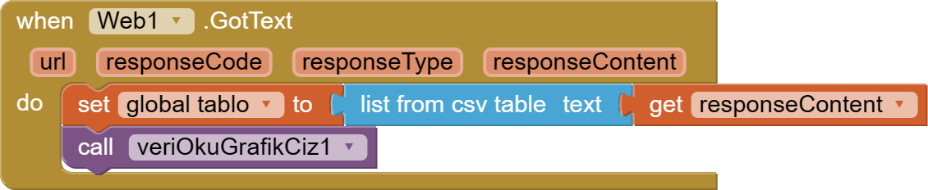 when Web1 .GotText
url responseCode responseType responseContent
do set global tablo to list from csv table text get responseContent
call veriOkuGrafikCiz1